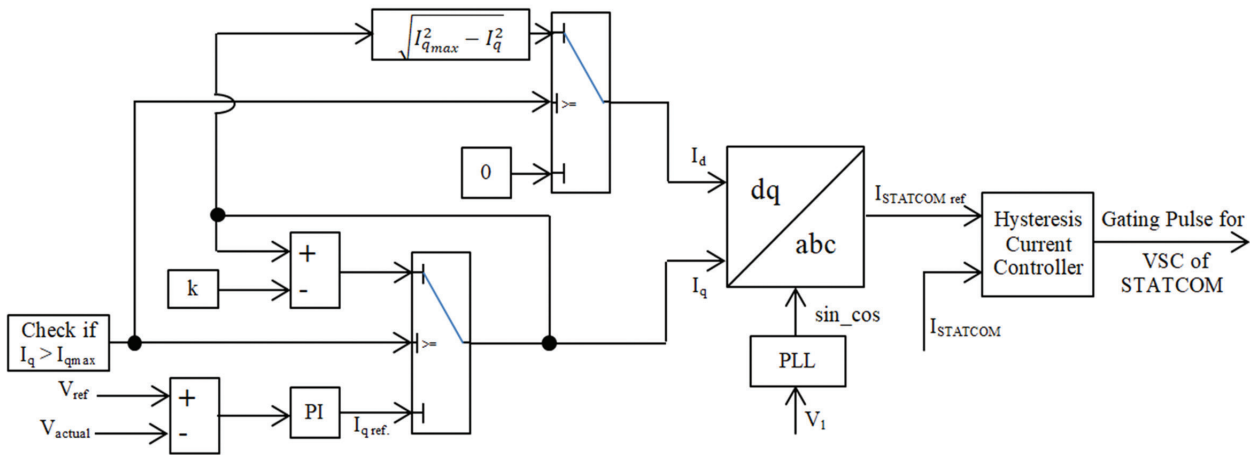 √(I²qmax − I²q)
>=
0
Id
dq
abc
ISTATCOM ref
Hysteresis
Current
Controller
Gating Pulse for
VSC of
STATCOM
+
-
k
Iq
sin_cos
ISTATCOM
Check if
Iq > Iqmax
>=
PLL
Vref
+
Vactual
-
PI
Iq ref.
V1